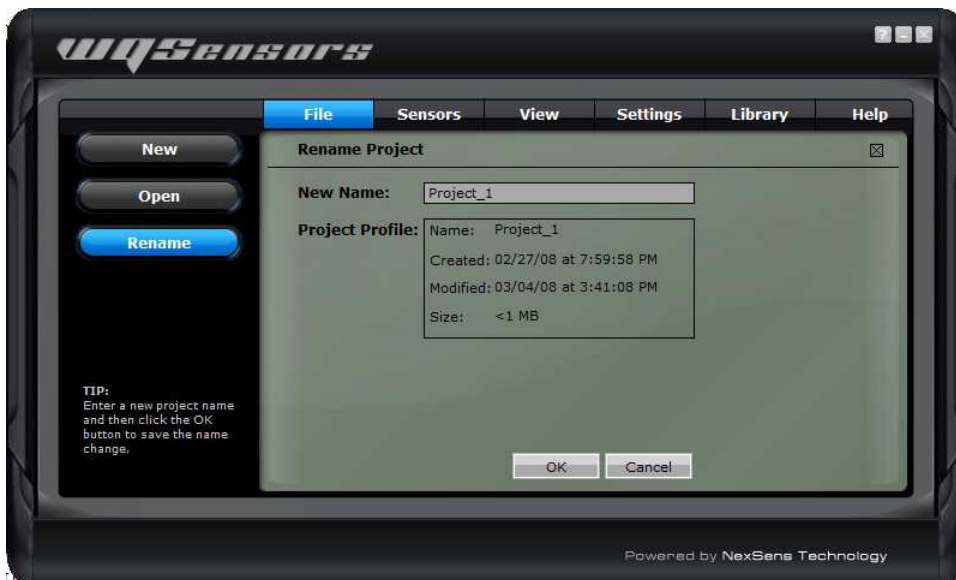 WQSensors
? - X
File Sensors View Settings Library Help
New
Open
Rename
TIP:
Enter a new project name
and then click the OK
button to save the name
change.
Rename Project
New Name: Project_1
Project Profile: Name: Project_1
Created: 02/27/08 at 7:59:58 PM
Modified: 03/04/08 at 3:41:08 PM
Size: <1 MB
OK Cancel
Powered by NexSens Technology